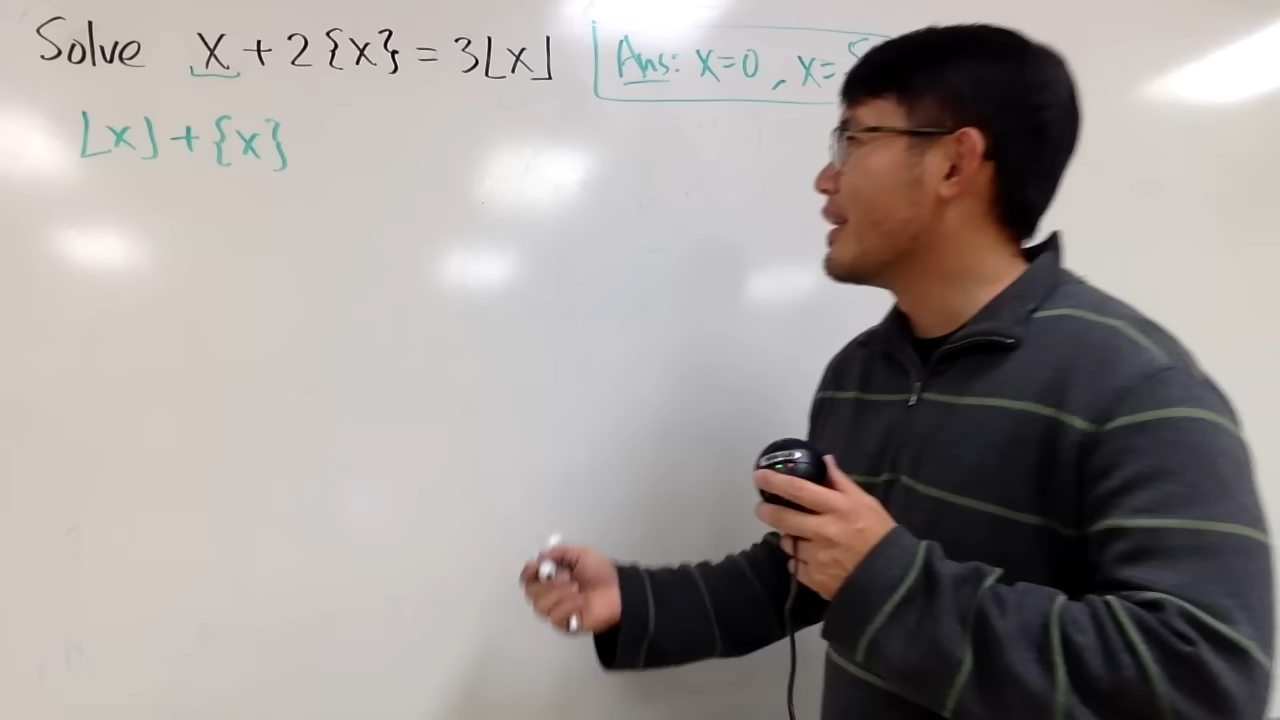 Solve x + 2{x} = 3⌊x⌋
Ans: x=0, x=
⌊x⌋ + {x}